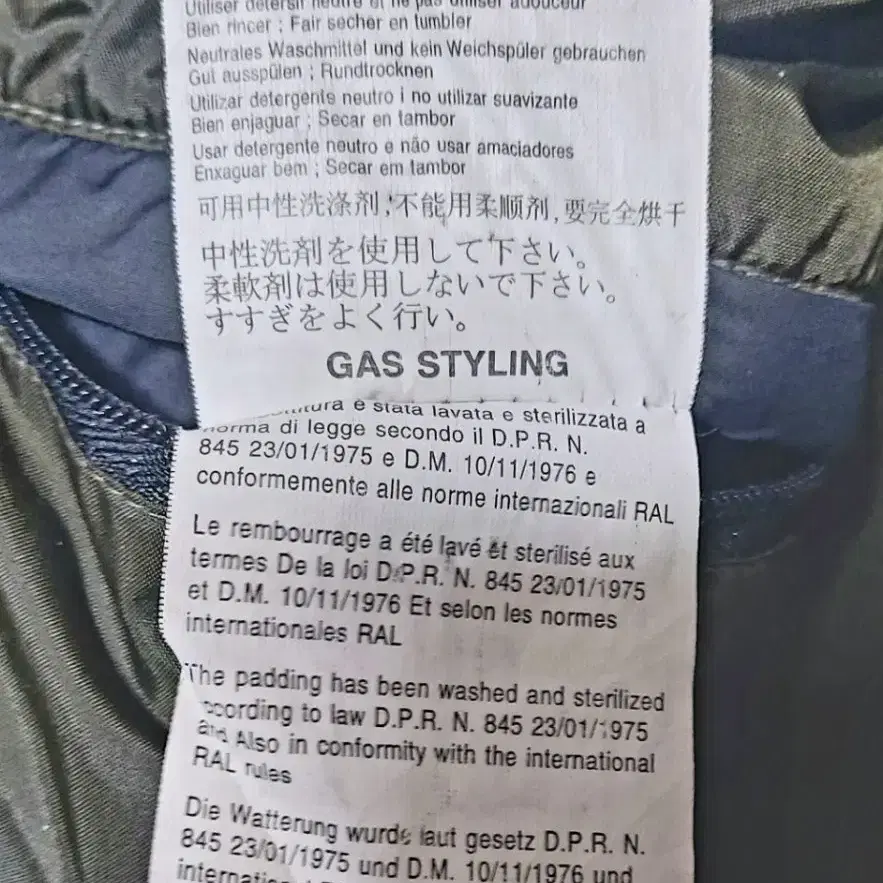 Utiliser détersif neutre et ne pas utiliser adouceur
Bien rincer ; Fair secher en tumbler
Neutrales Waschmittel und kein Weichspüler gebrauchen
Gut ausspülen ; Rundtrocknen
Utilizar detergente neutro i no utilizar suavizante
Bien enjaguar ; Secar en tambor
Usar detergente neutro e não usar amaciadores
Enxaguar bem ; Secar em tambor
可用中性洗涤剂,不能用柔顺剂,要完全烘干
中性洗剤を使用して下さい。
柔軟剤は使用しないで下さい。
すすぎをよく行い。
GAS STYLING
è stata lavata e sterilizzata a
norma di legge secondo il D.P.R. N.
845 23/01/1975 e D.M. 10/11/1976 e
conformemente alle norme internazionali RAL
Le rembourrage a été lavé et sterilisé aux
termes De la loi D.P.R. N. 845 23/01/1975
et D.M. 10/11/1976 Et selon les normes
internationales RAL
The padding has been washed and sterilized
according to law D.P.R. N. 845 23/01/1975
and Also in conformity with the international
RAL rules
Die Watterung wurde laut gesetz D.P.R. N.
845 23/01/1975 und D.M. 10/11/1976 und